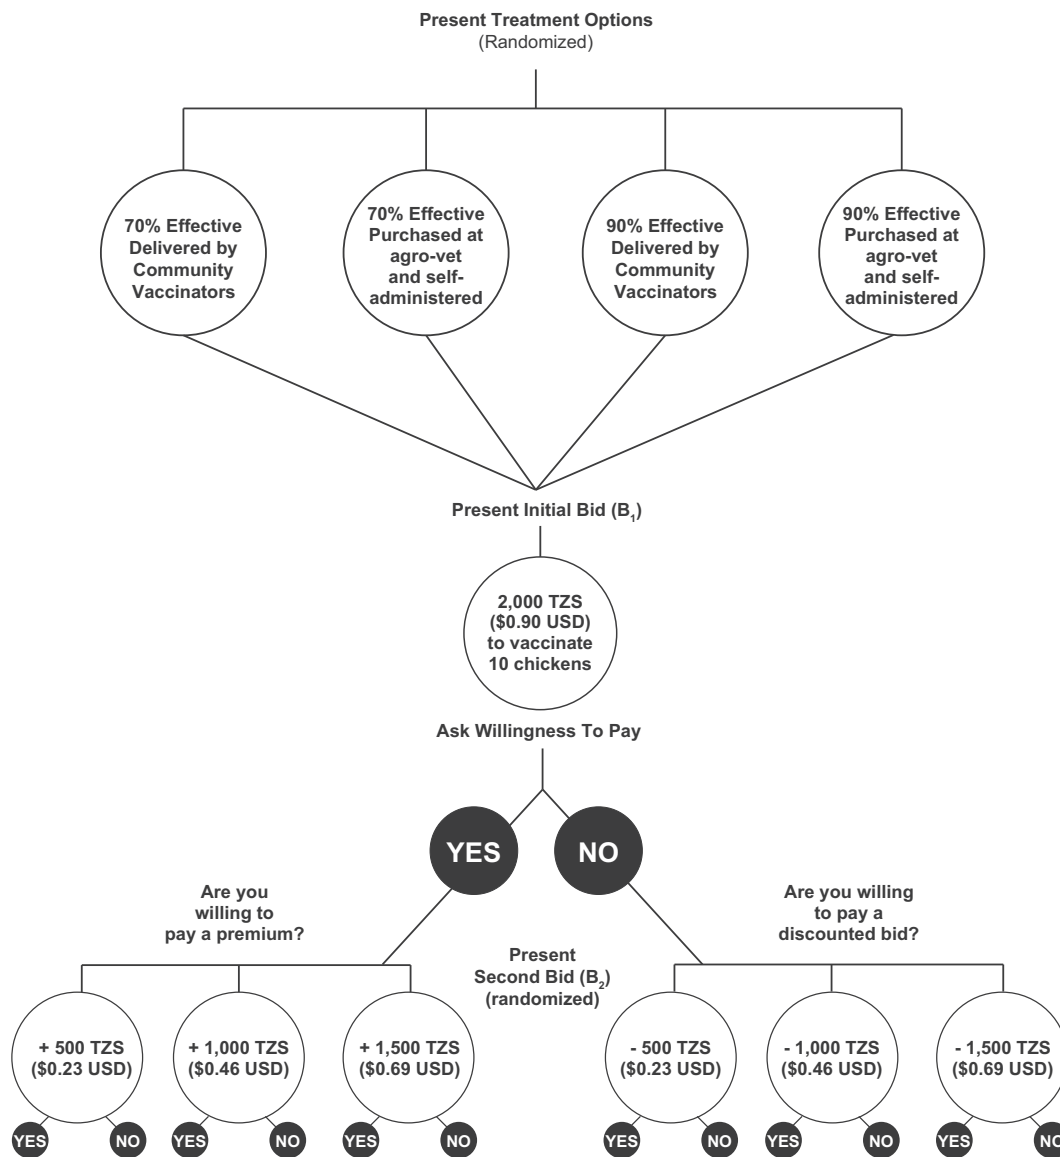 Present Treatment Options
(Randomized)
70% Effective
Delivered by
Community
Vaccinators
70% Effective
Purchased at
agro-vet
and self-
administered
90% Effective
Delivered by
Community
Vaccinators
90% Effective
Purchased at
agro-vet
and self-
administered
Present Initial Bid (B₁)
2,000 TZS
($0.90 USD)
to vaccinate
10 chickens
Ask Willingness To Pay
YES
NO
Are you
willing to
pay a premium?
Are you willing
to pay a
discounted bid?
Present
Second Bid (B₂)
(randomized)
+ 500 TZS
($0.23 USD)
+ 1,000 TZS
($0.46 USD)
+ 1,500 TZS
($0.69 USD)
- 500 TZS
($0.23 USD)
- 1,000 TZS
($0.46 USD)
- 1,500 TZS
($0.69 USD)
YES
NO
YES
NO
YES
NO
YES
NO
YES
NO
YES
NO